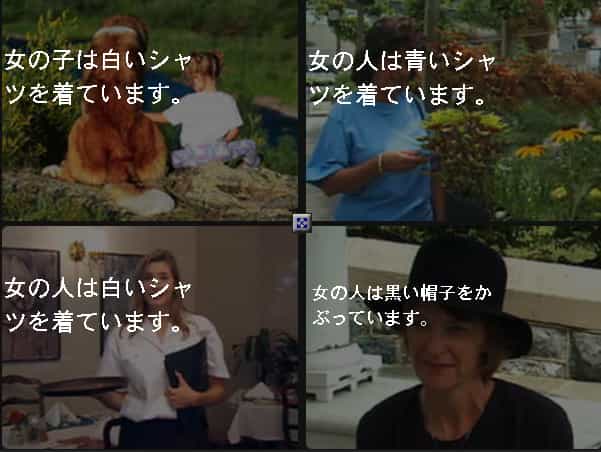 女の子は白いシャ
ツを着ています。
女の人は青いシャ
ツを着ています。
女の人は白いシャ
ツを着ています。
女の人は黒い帽子をか
ぶっています。